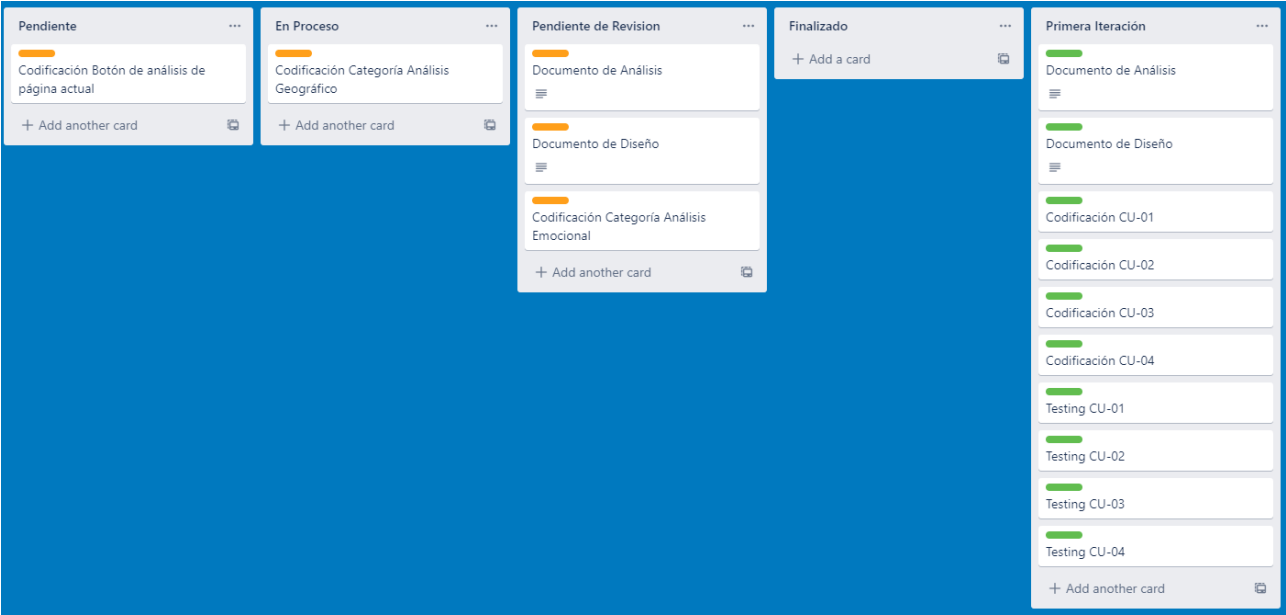 Pendiente
Codificación Botón de análisis de
página actual
+ Add another card
En Proceso
Codificación Categoría Análisis
Geográfico
+ Add another card
Pendiente de Revision
Documento de Análisis
Documento de Diseño
Codificación Categoría Análisis
Emocional
+ Add another card
Finalizado
+ Add a card
Primera Iteración
Documento de Análisis
Documento de Diseño
Codificación CU-01
Codificación CU-02
Codificación CU-03
Codificación CU-04
Testing CU-01
Testing CU-02
Testing CU-03
Testing CU-04
+ Add another card